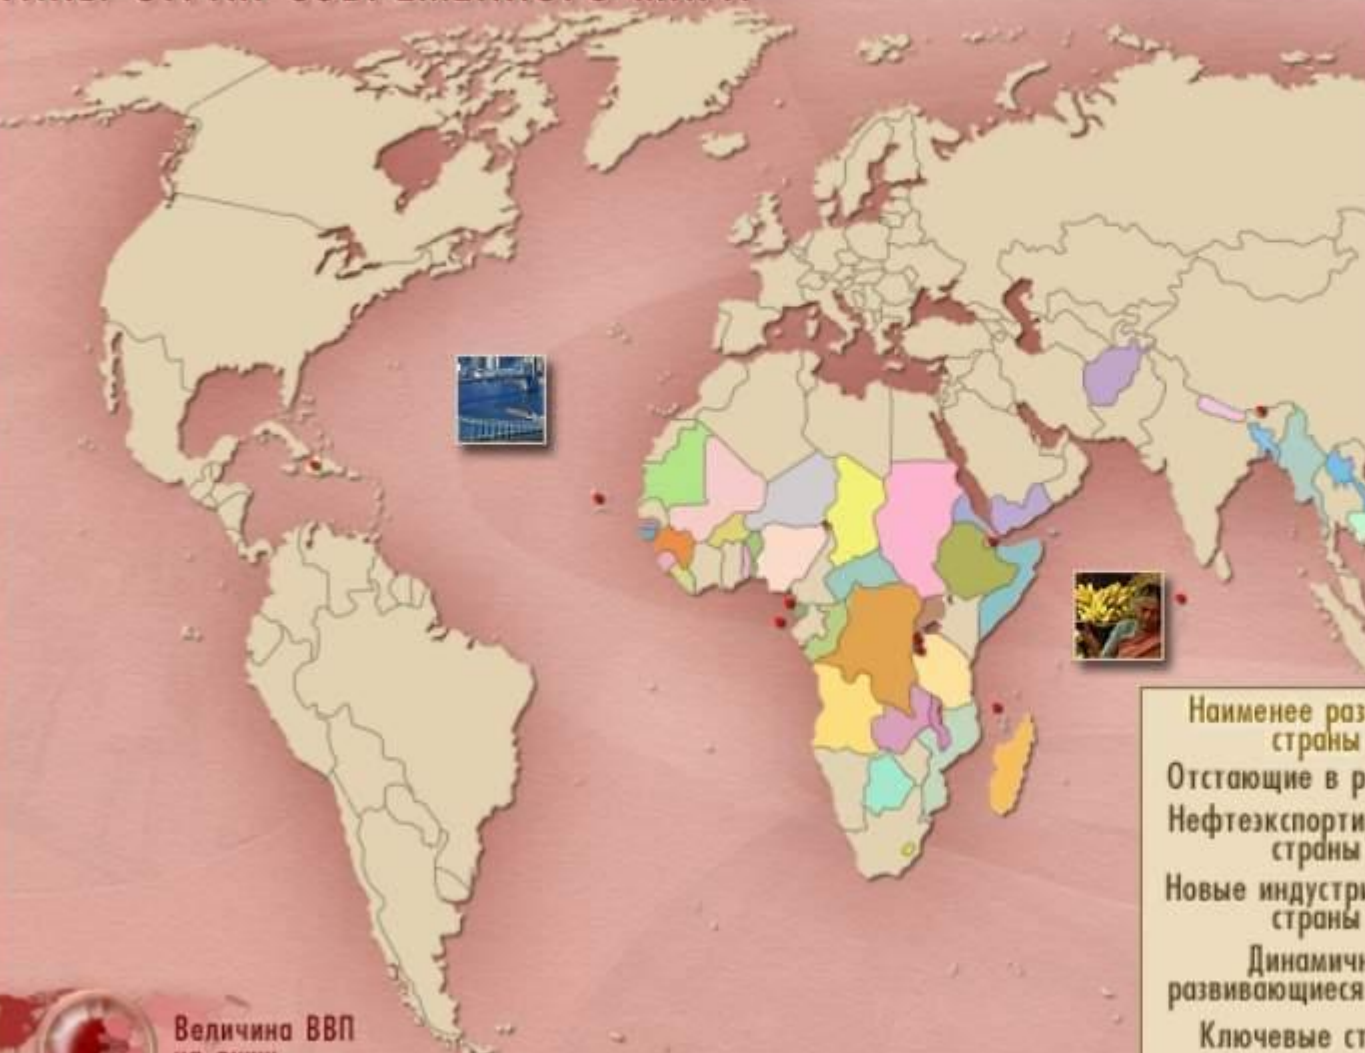 Наименее раз
страны
Отстающие в р
Нефтеэкспорти
страны
Новые индустри
страны
Динамичн
развивающиеся
Ключевые ст
Величина ВВП